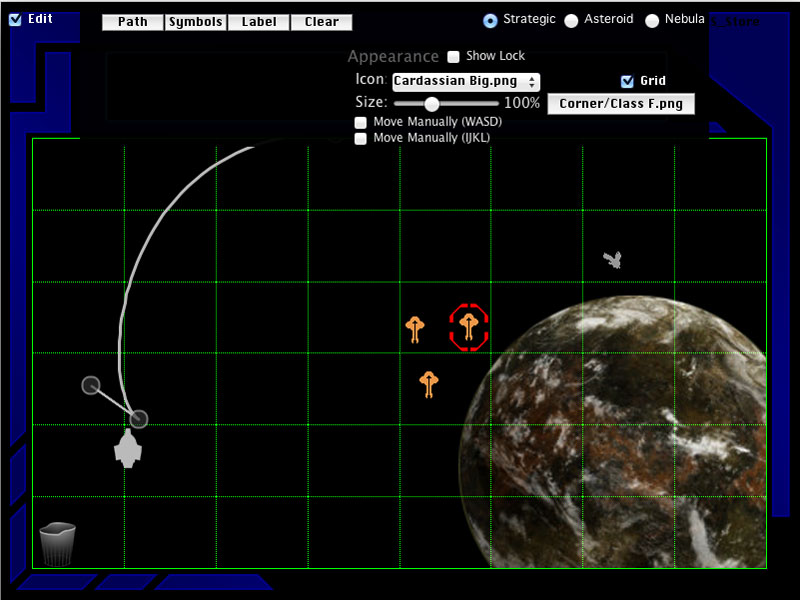 Edit
Path Symbols Label Clear
Strategic Asteroid Nebula
Appearance Show Lock
Icon: Cardassian Big.png
Grid
Size: 100% Corner/Class F.png
Move Manually (WASD)
Move Manually (IJKL)